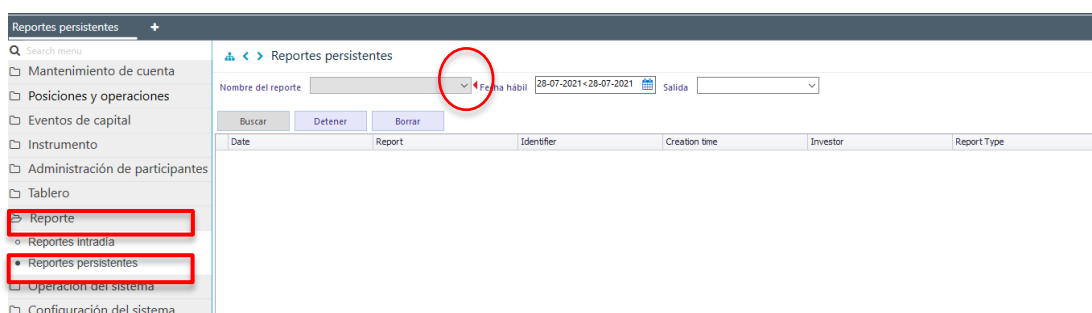 Reportes persistentes +
Search menu
Mantenimiento de cuenta
Posiciones y operaciones
Eventos de capital
Instrumento
Administración de participantes
Tablero
Reporte
Reportes intradía
Reportes persistentes
Operación del sistema
Configuración del sistema
< > Reportes persistentes
Nombre del reporte
Fecha hábil 28-07-2021<28-07-2021 Salida
Buscar Detener Borrar
Date Report Identifier Creation time Investor Report Type